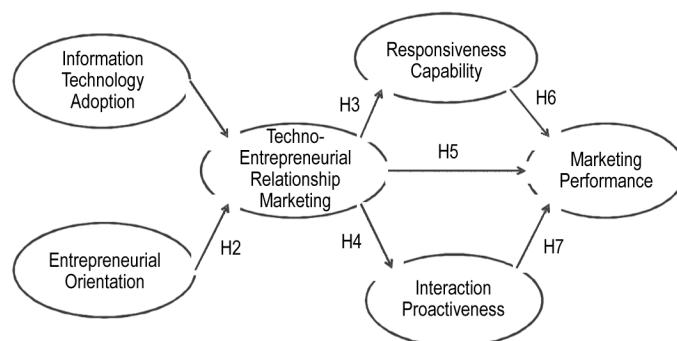 Information
Technology
Adoption
Responsiveness
Capability
H3
H6
Techno-
Entrepreneurial
Relationship
Marketing
H5
Marketing
Performance
Entrepreneurial
Orientation
H2
H4
H7
Interaction
Proactiveness